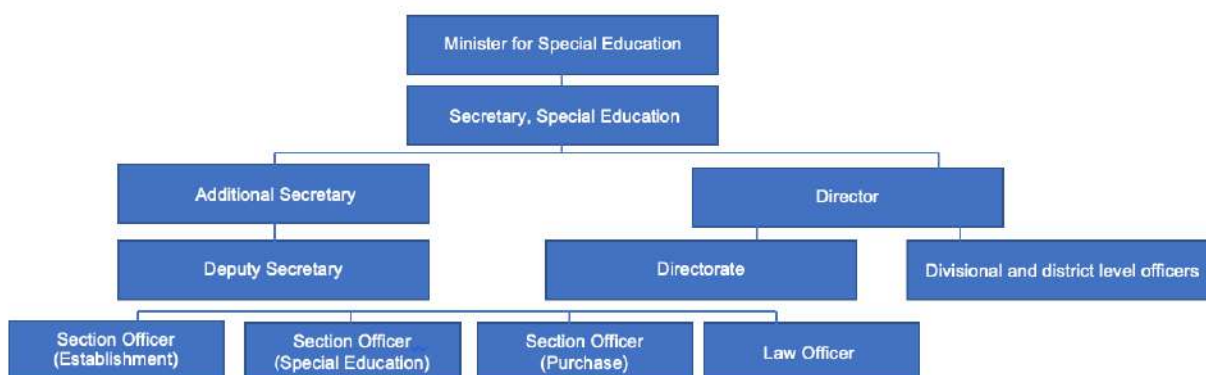 Minister for Special Education
Secretary, Special Education
Additional Secretary
Director
Deputy Secretary
Directorate
Divisional and district level officers
Section Officer
(Establishment)
Section Officer
(Special Education)
Section Officer
(Purchase)
Law Officer